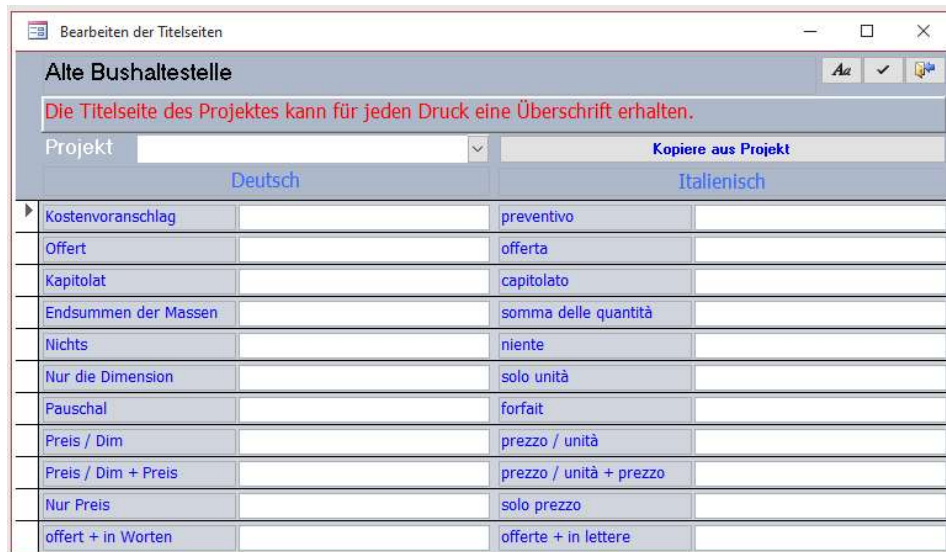 Bearbeiten der Titelseiten
Alte Bushaltestelle
Aa
Die Titelseite des Projektes kann für jeden Druck eine Überschrift erhalten.
Projekt Kopiere aus Projekt
Deutsch Italienisch
Kostenvoranschlag preventivo
Offert offerta
Kapitolat capitolato
Endsummen der Massen somma delle quantità
Nichts niente
Nur die Dimension solo unità
Pauschal forfait
Preis / Dim prezzo / unità
Preis / Dim + Preis prezzo / unità + prezzo
Nur Preis solo prezzo
offert + in Worten offerte + in lettere